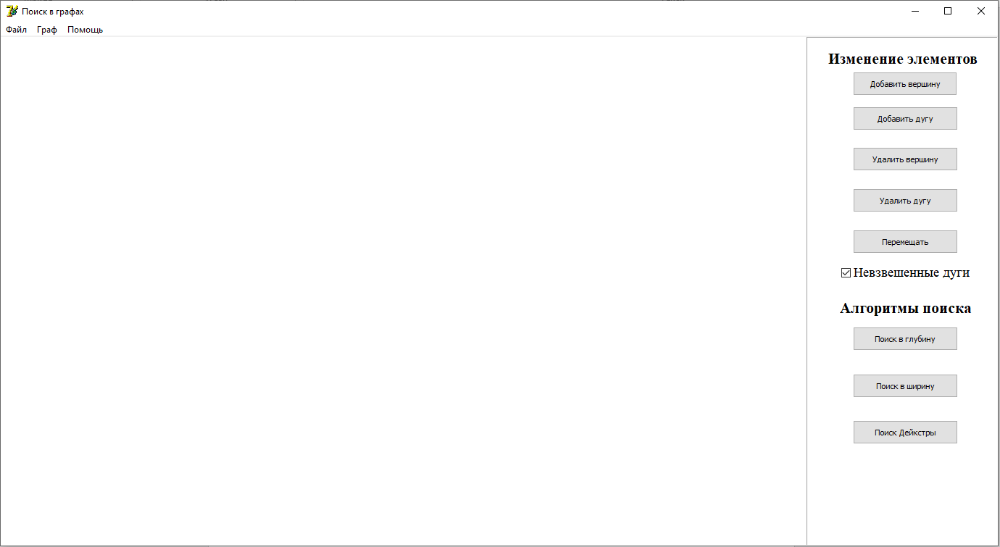 Поиск в графах
Файл Граф Помощь
Изменение элементов
Добавить вершину
Добавить дугу
Удалить вершину
Удалить дугу
Перемещать
Невзвешенные дуги
Алгоритмы поиска
Поиск в глубину
Поиск в ширину
Поиск Дейкстры